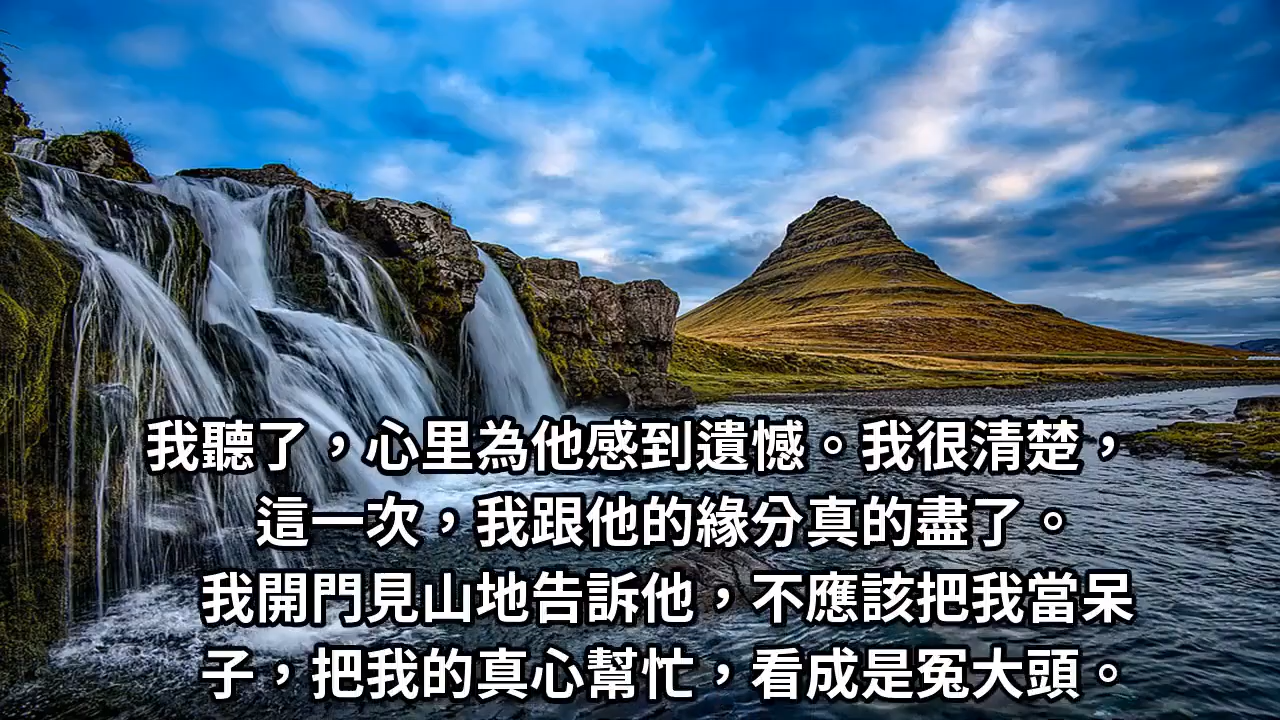 我聽了，心里為他感到遺憾。我很清楚，
這一次，我跟他的緣分真的盡了。
我開門見山地告訴他，不應該把我當呆
子，把我的真心幫忙，看成是冤大頭。